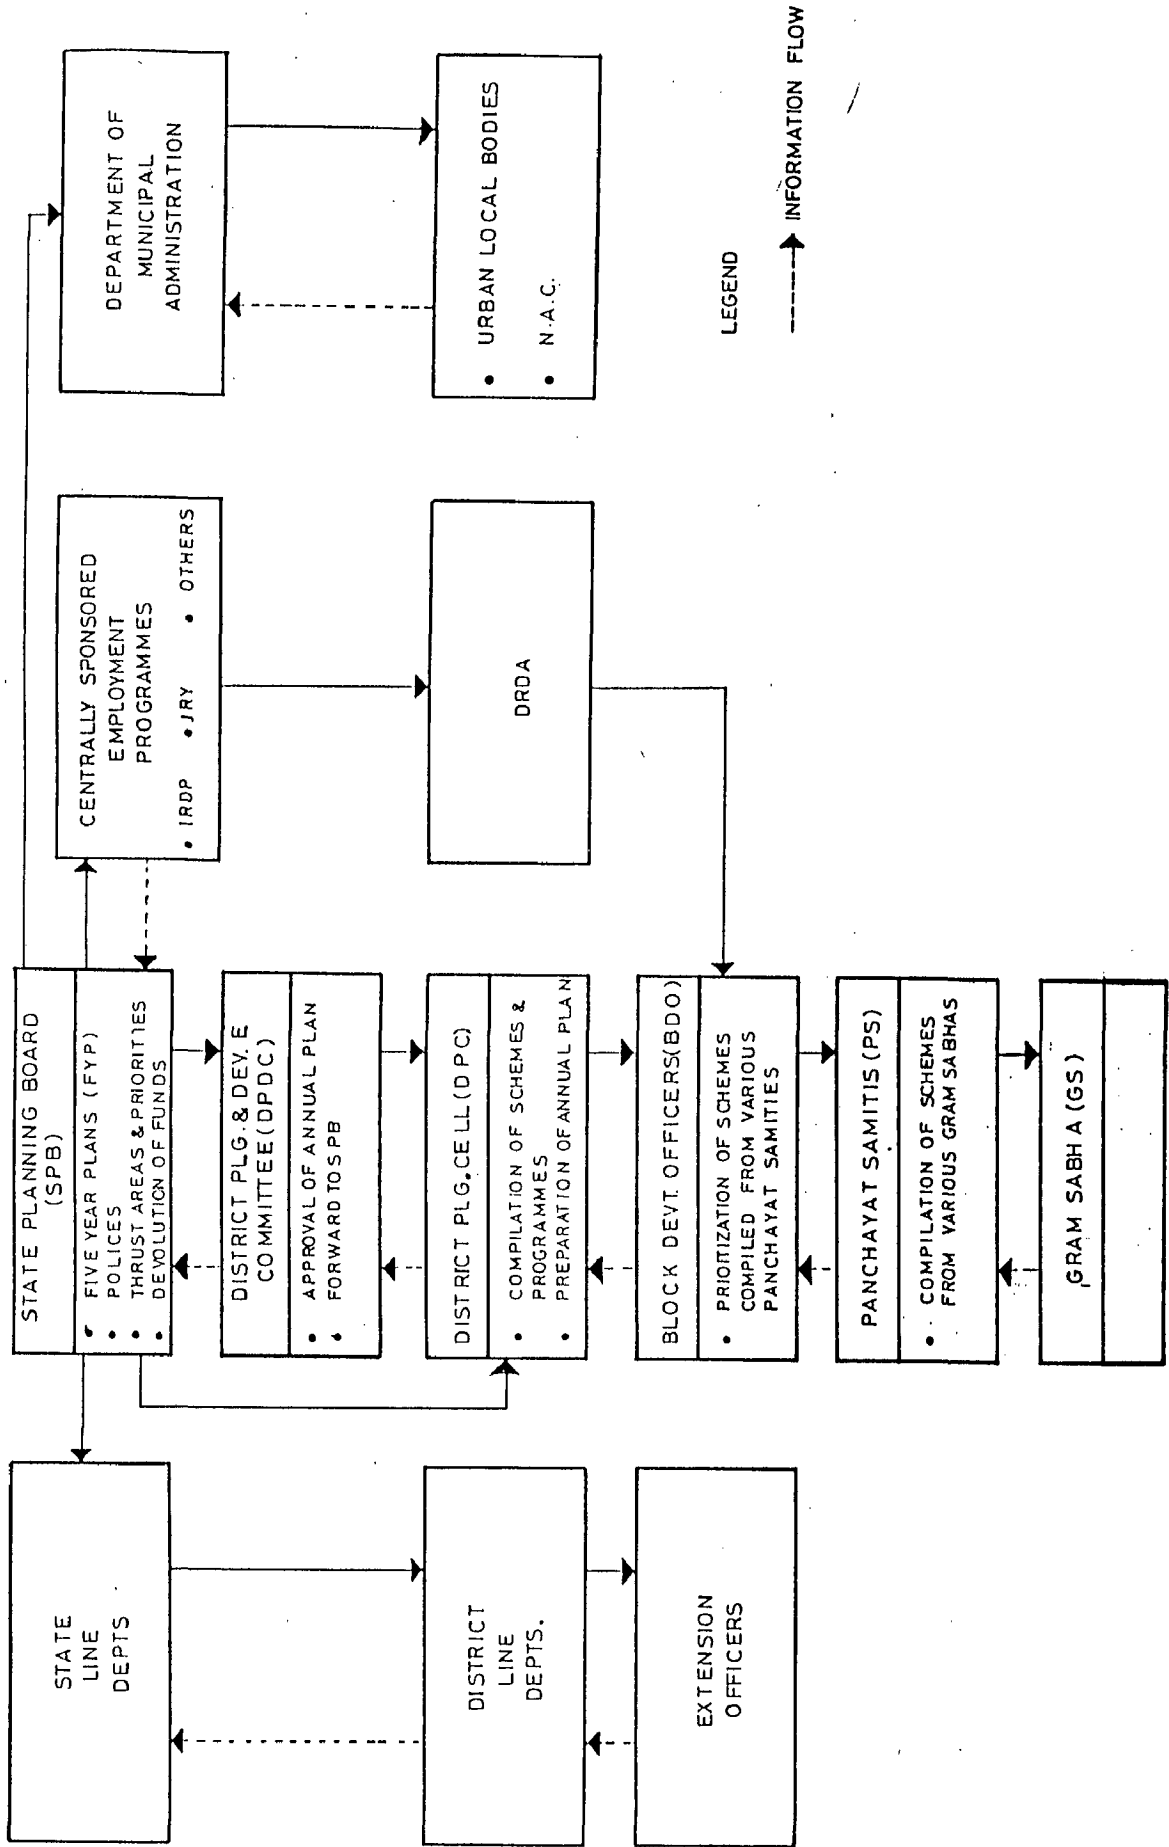 STATE
LINE
DEPTS
DISTRICT
LINE
DEPTS.
EXTENSION
OFFICERS
STATE PLANNING BOARD
(SPB)
• FIVE YEAR PLANS (FYP)
• POLICES
• THRUST AREAS & PRIORITIES
• DEVOLUTION OF FUNDS
DISTRICT PLG. & DEV. E
COMMITTEE (DPDC)
• APPROVAL OF ANNUAL PLAN
• FORWARD TO SPB
DISTRICT PLG. CELL (DPC)
• COMPILATION OF SCHEMES &
PROGRAMMES
• PREPARATION OF ANNUAL PLAN
BLOCK DEVT. OFFICERS (BDO)
• PRIOTIZATION OF SCHEMES
COMPILED FROM VARIOUS
PANCHAYAT SAMITIES
PANCHAYAT SAMITIS (PS)
• COMPILATION OF SCHEMES
FROM VARIOUS GRAM SABHAS
GRAM SABHA (GS)
CENTRALLY SPONSORED
EMPLOYMENT
PROGRAMMES
• IRDP • JRY • OTHERS
DRDA
DEPARTMENT OF
MUNICIPAL
ADMINISTRATION
• URBAN LOCAL BODIES
• N.A.C.
LEGEND
INFORMATION FLOW